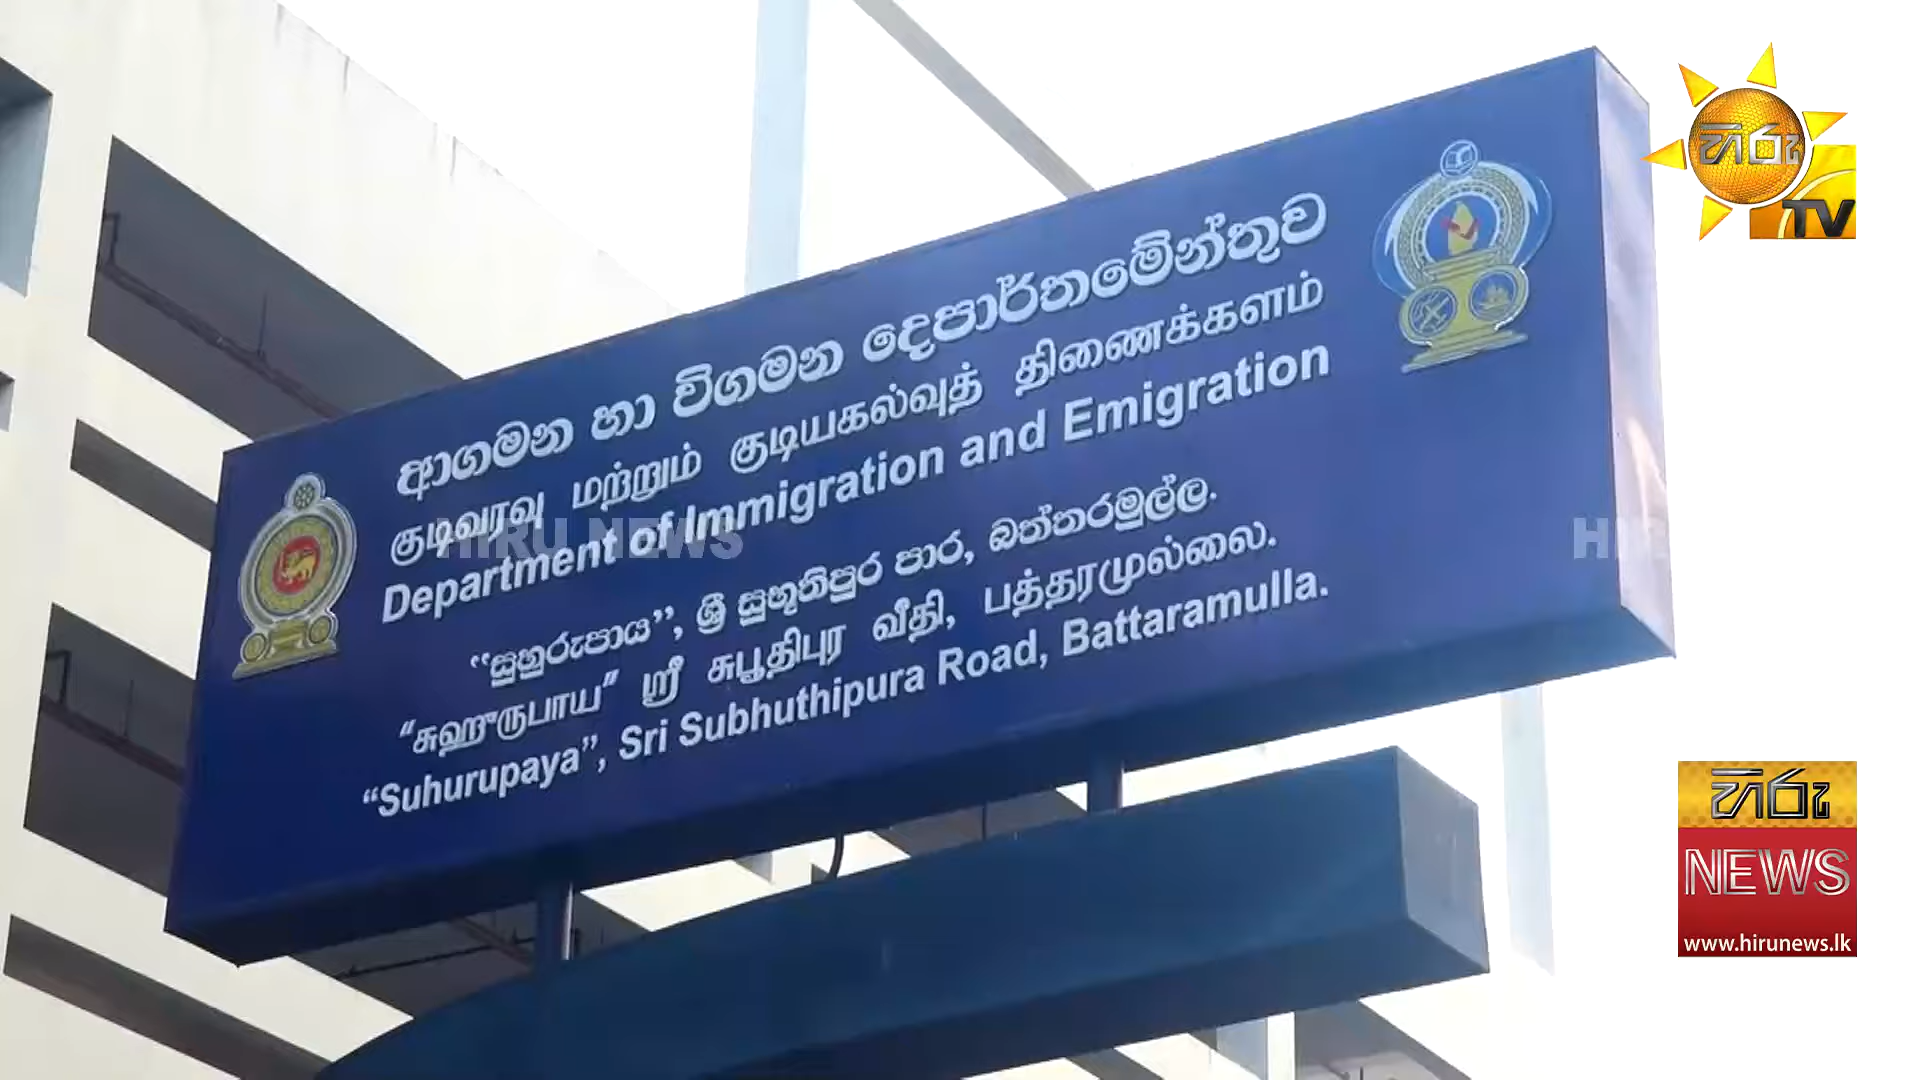 ආගමන හා විගමන දෙපාර්තමේන්තුව
குடிவரவு மற்றும் குடியகல்வுத் திணைக்களம்
Department of Immigration and Emigration
“සුහුරුපාය”, ශ්‍රී සුභූතිපුර පාර, බත්තරමුල්ල.
“சுஹுருபாய” ஸ்ரீ சுபூதிபுர வீதி, பத்தரமுல்லை.
“Suhurupaya”, Sri Subhuthipura Road, Battaramulla.
HIRU NEWS
හිරු
TV
හිරු
NEWS
www.hirunews.lk